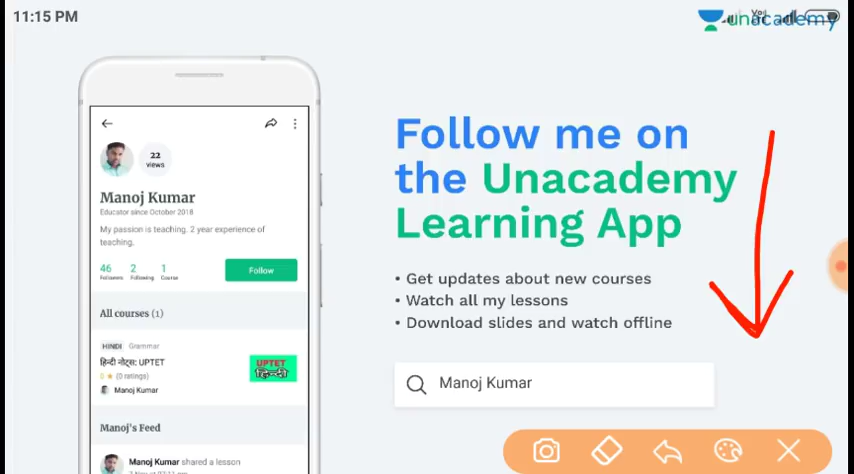 11:15 PM
unacademy
22
VIEWS
Manoj Kumar
Educator since October 2018
My passion is teaching. 2 year experience of
teaching.
46 2 1
Followers Following Course
Follow
All courses (1)
HINDI Grammar
हिन्दी नोट्स: UPTET
(0 ratings)
Manoj Kumar
UPTET
हिन्दी
Manoj's Feed
Manoj Kumar shared a lesson
Follow me on
the Unacademy
Learning App
• Get updates about new courses
• Watch all my lessons
• Download slides and watch offline
Manoj Kumar